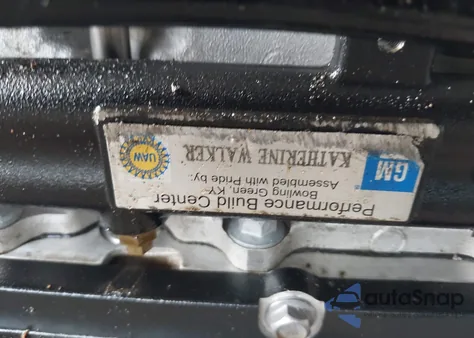 Performance Build Center
Bowling Green, KY
Assembled with Pride by:
KATHERINE WALKER
GM
UAW
autoSnap